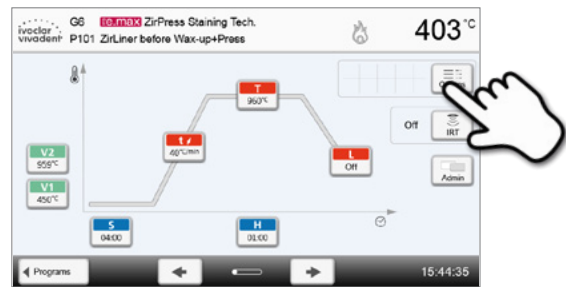 ivoclar vivadent
G6 IPS e.max ZirPress Staining Tech.
P101 ZirLiner before Wax-up+Press
403°C
T
960°C
t
40°C/min
Off
IRT
V2
959°C
L
Off
Admin
V1
450°C
S
04:00
H
01:00
Programs
15:44:35